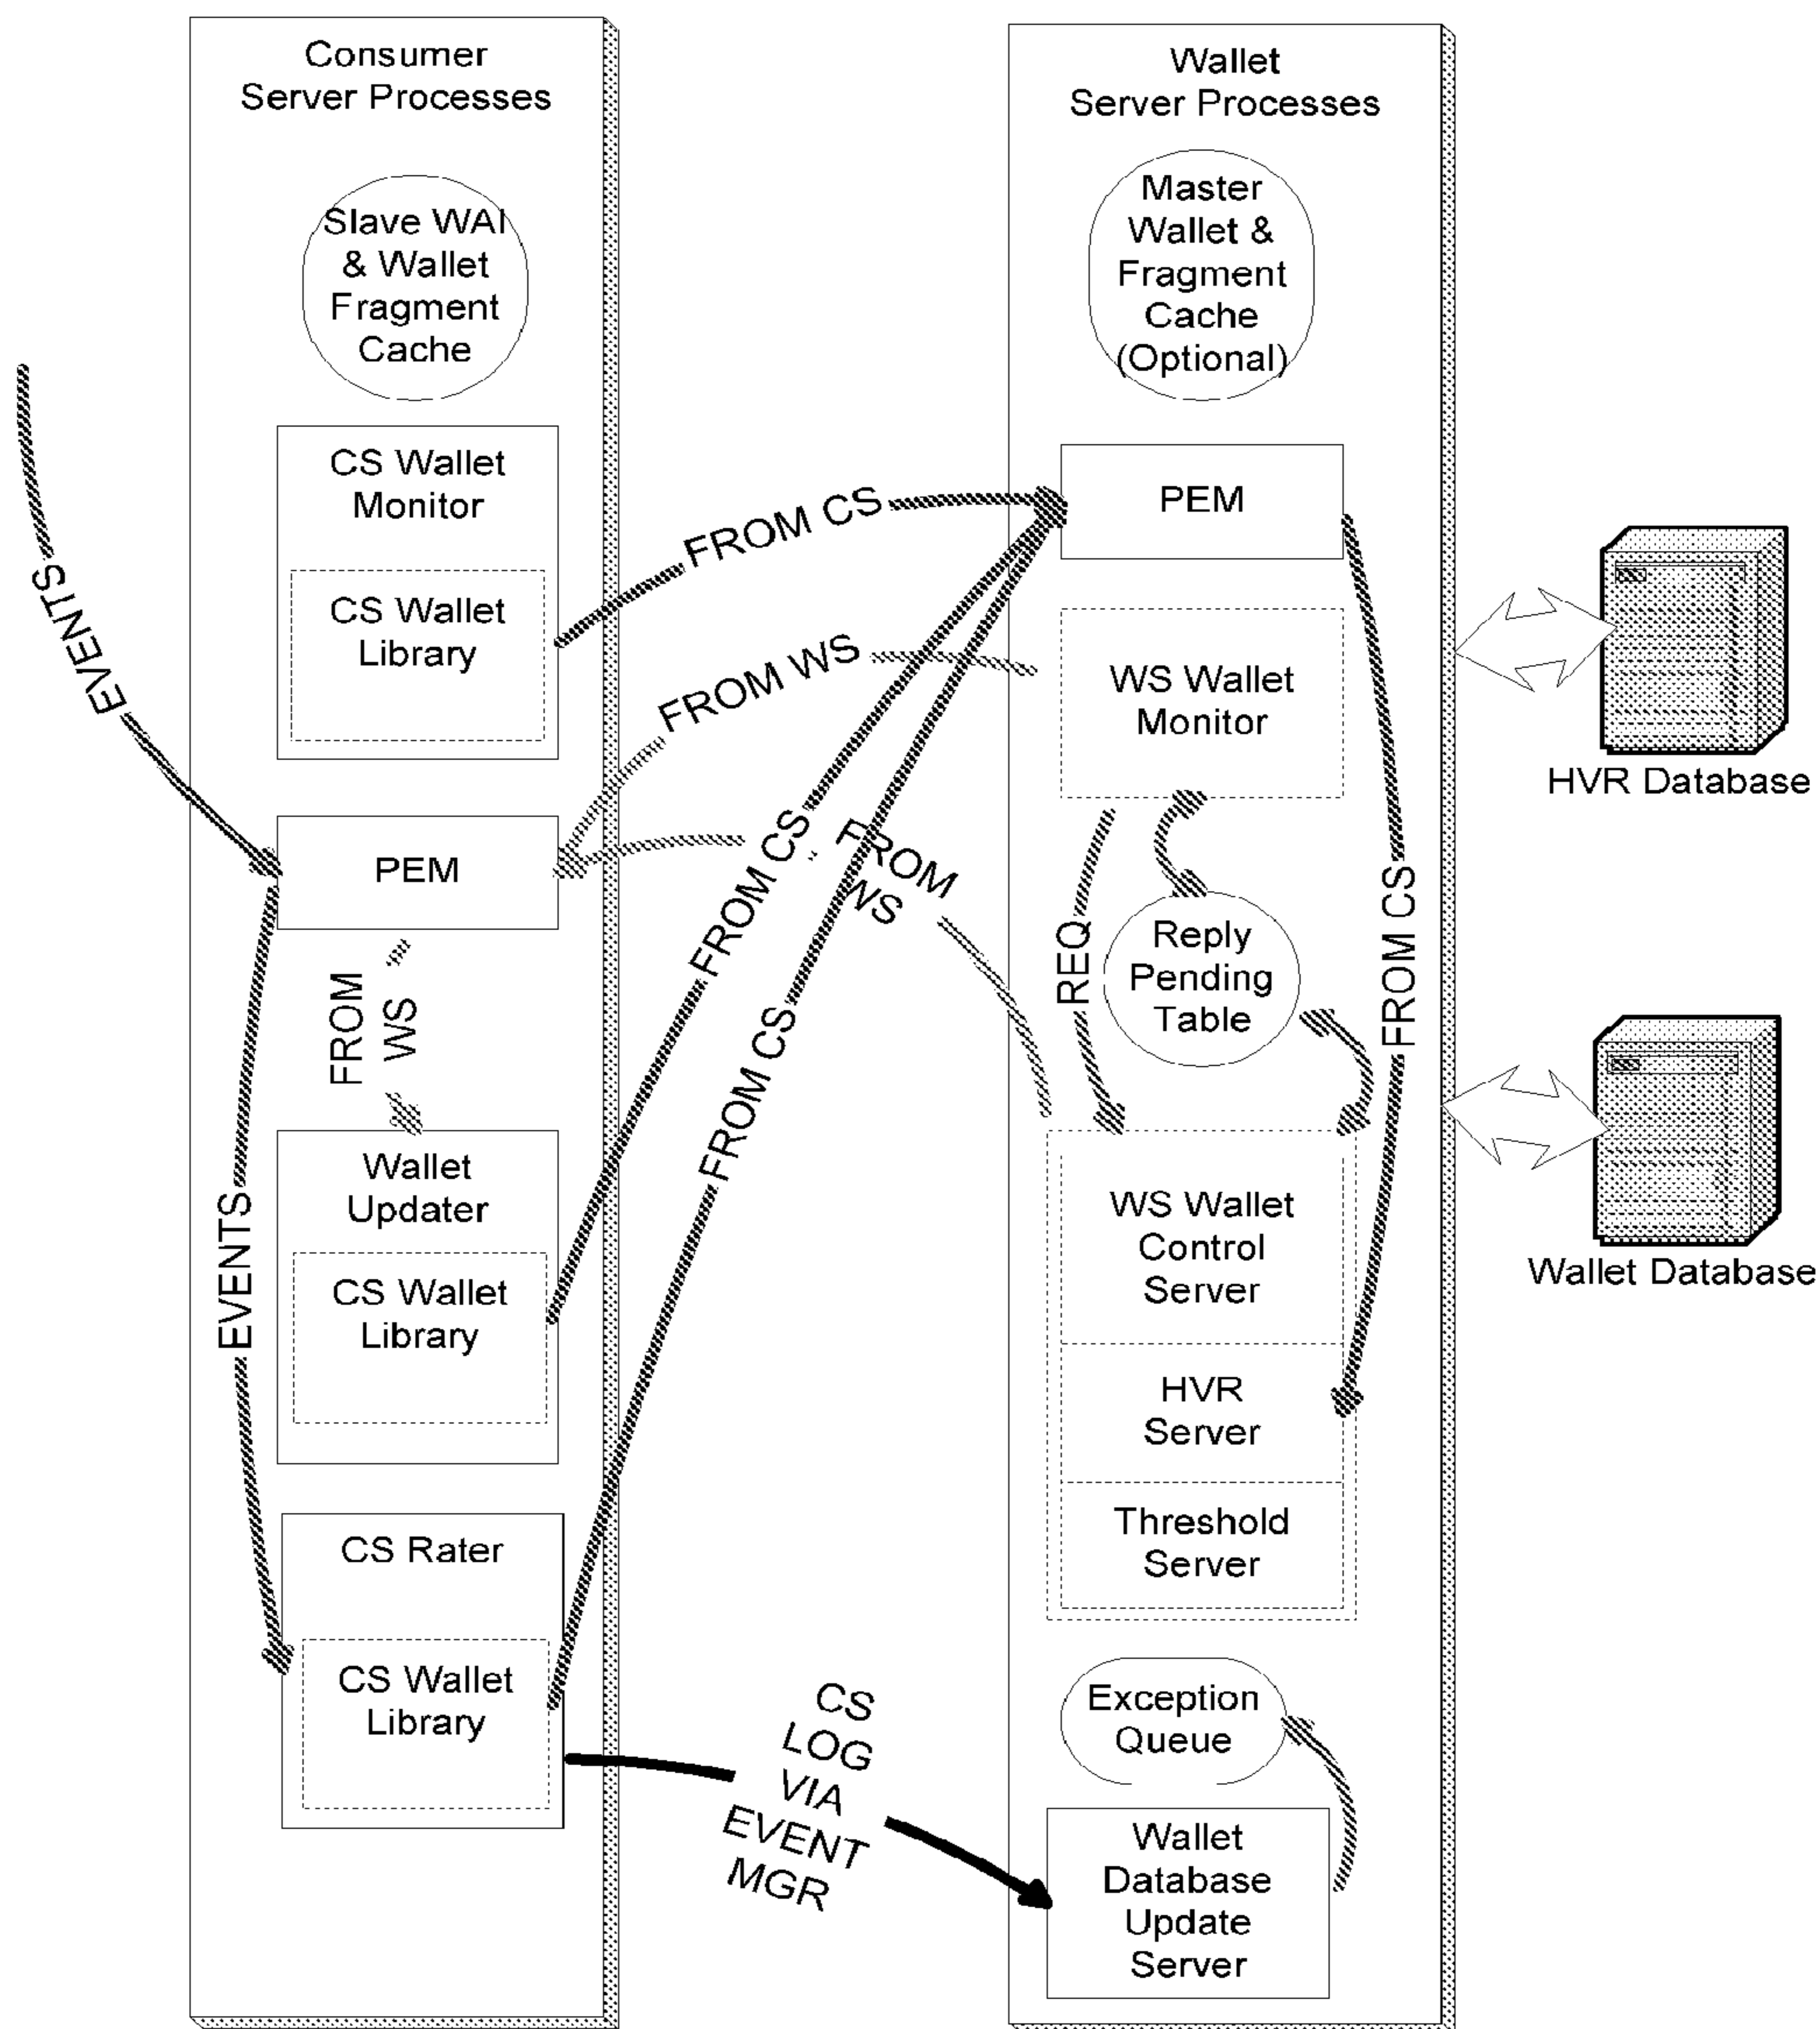 Consumer
Server Processes
Slave WAI
& Wallet
Fragment
Cache
CS Wallet
Monitor
CS Wallet
Library
EVENTS
PEM
FROM
WS
EVENTS
Wallet
Updater
CS Wallet
Library
CS Rater
CS Wallet
Library
FROM CS
FROM WS
FROM
WS
FROM CS
FROM CS
CS
LOG
VIA
EVENT
MGR
Wallet
Server Processes
Master
Wallet &
Fragment
Cache
(Optional)
PEM
WS Wallet
Monitor
REQ
Reply
Pending
Table
FROM CS
WS Wallet
Control
Server
HVR
Server
Threshold
Server
Exception
Queue
Wallet
Database
Update
Server
HVR Database
Wallet Database